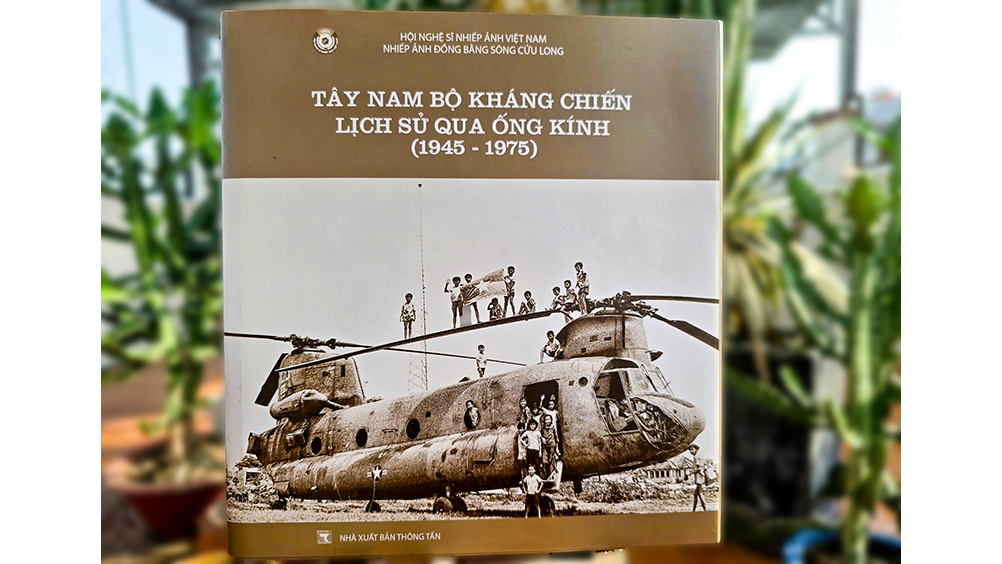 HỘI NGHỆ SĨ NHIẾP ẢNH VIỆT NAM
NHIẾP ẢNH ĐỒNG BẰNG SÔNG CỬU LONG
TÂY NAM BỘ KHÁNG CHIẾN
LỊCH SỬ QUA ỐNG KÍNH
(1945 - 1975)
NHÀ XUẤT BẢN THÔNG TẤN